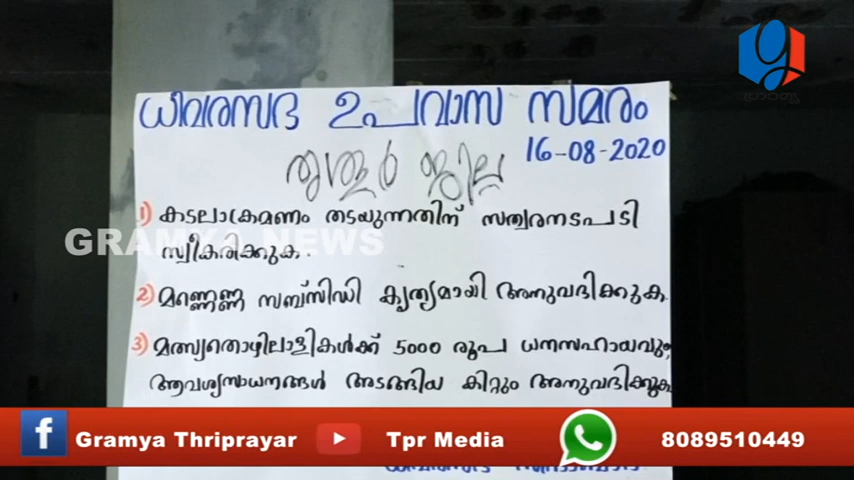 ധീവരസഭ ഉപവാസ സമരം
തൃശൂർ ജില്ല 16-08-2020
1) കടലാക്രമണം തടയുന്നതിന് സത്വരനടപടി
സ്വീകരിക്കുക.
GRAMYA NEWS
2) മണ്ണെണ്ണ സബ്സിഡി കൃത്യമായി അനുവദിക്കുക.
3) മത്സ്യതൊഴിലാളികൾക്ക് 5000 രൂപ ധനസഹായവും,
ആവശ്യസാധനങ്ങൾ അടങ്ങിയ കിറ്റും അനുവദിക്കുക
Gramya Thriprayar Tpr Media 8089510449